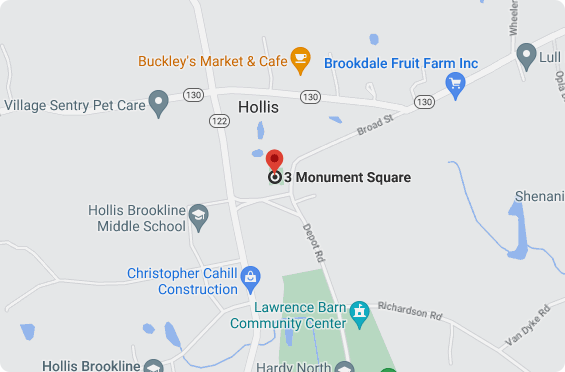 Wheeler
Buckley's Market & Cafe
Brookdale Fruit Farm Inc
Lull
Village Sentry Pet Care
130
130
130
Hollis
122
Broad St
3 Monument Square
Hollis Brookline
Middle School
Shenani
Depot Rd
Christopher Cahill
Construction
Lawrence Barn
Community Center
Richardson Rd
Van Dyke Rd
Hollis Brookline
Hardy North